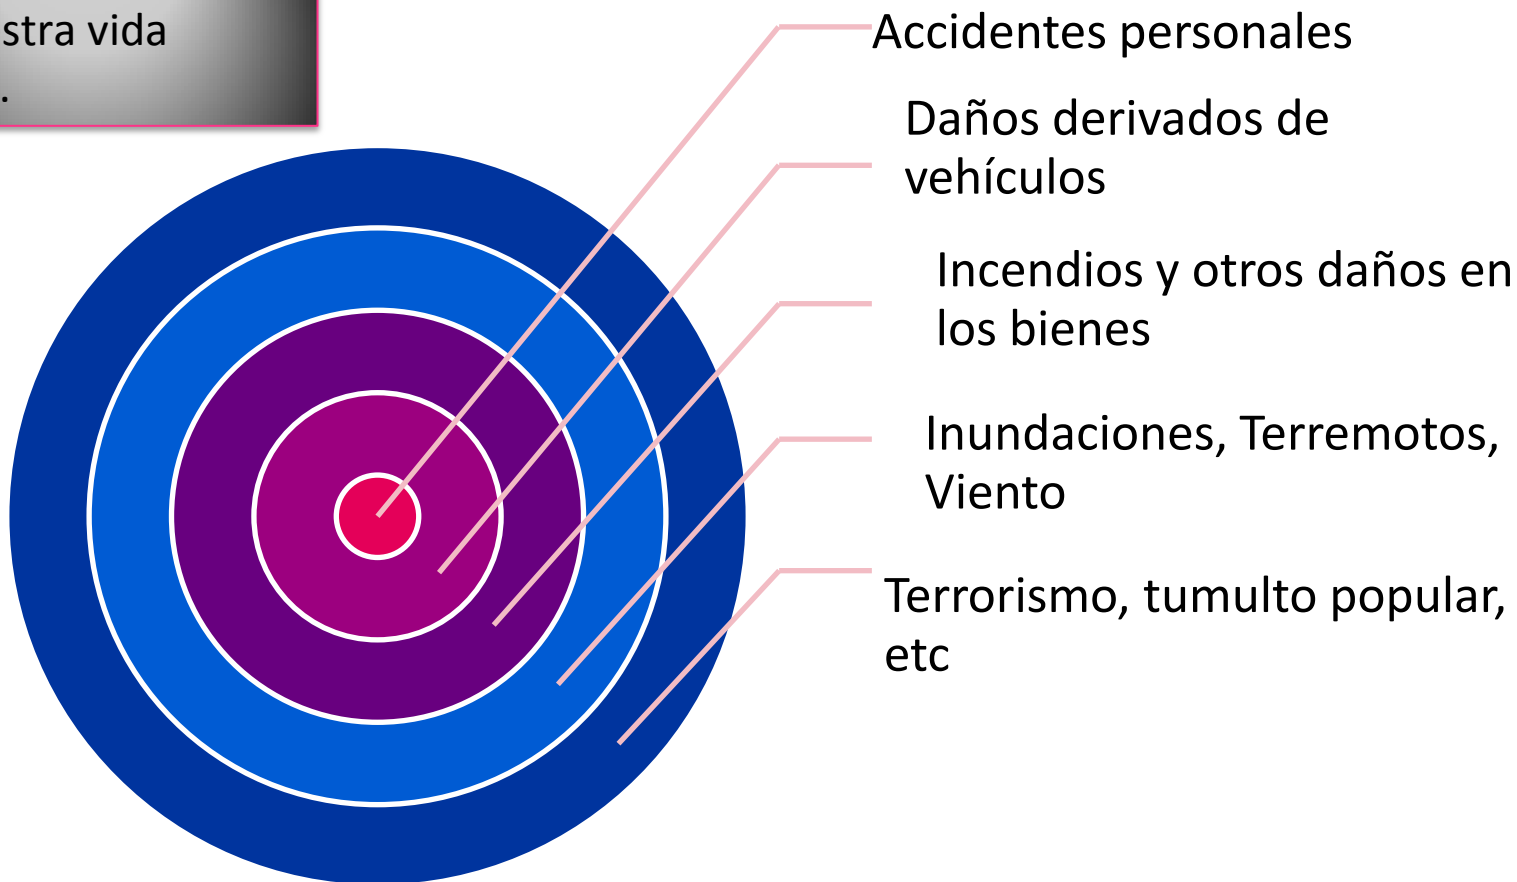 stra vida
.
Accidentes personales
Daños derivados de
vehículos
Incendios y otros daños en
los bienes
Inundaciones, Terremotos,
Viento
Terrorismo, tumulto popular,
etc